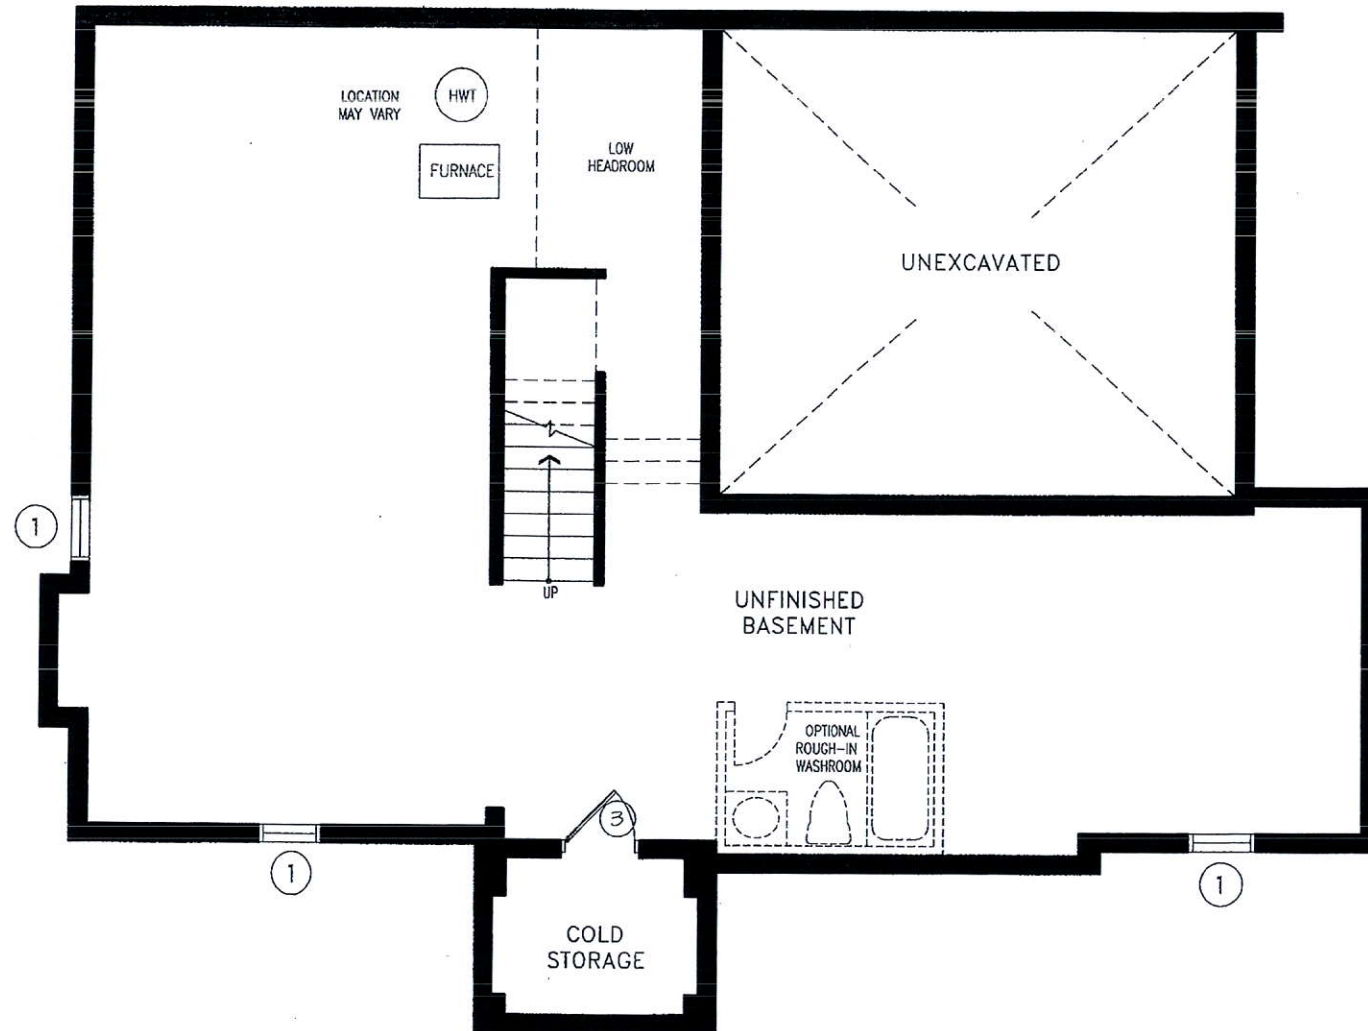 LOCATION
MAY VARY
HWT
FURNACE
LOW
HEADROOM
UNEXCAVATED
1
UP
UNFINISHED
BASEMENT
OPTIONAL
ROUGH-IN
WASHROOM
3
1
1
COLD
STORAGE